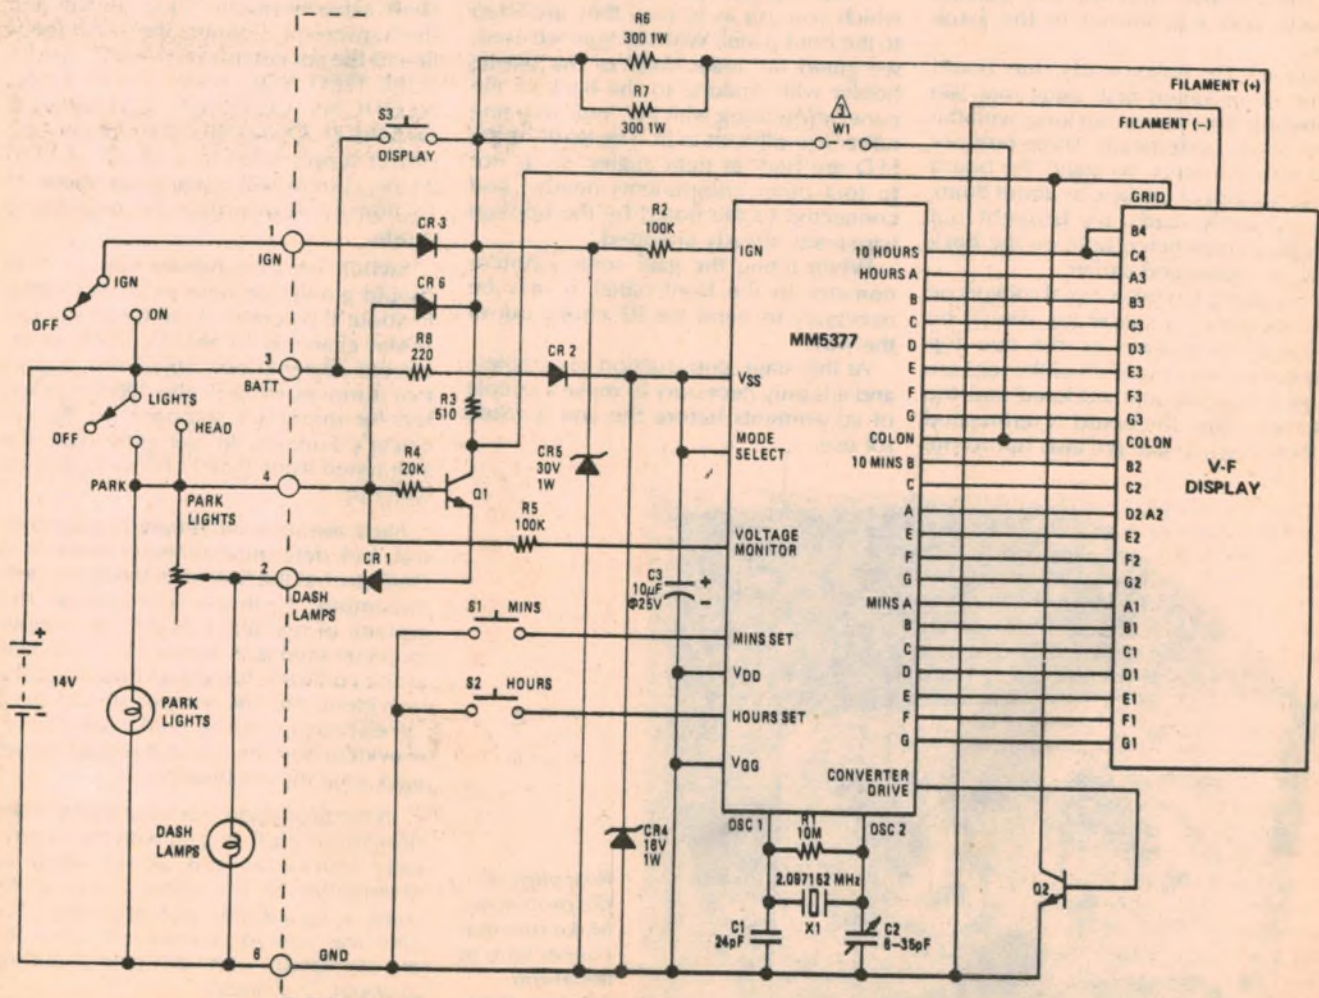 R6
300 1W
R7
300 1W
FILAMENT (+)
FILAMENT (−)
S3
DISPLAY
3
W1
GRID
1
IGN
CR 3
R2
100K
IGN
CR 6
IGN
OFF
ON
3
BATT
R8
220
CR 2
VSS
LIGHTS
OFF
HEAD
R3
510
MODE
SELECT
MM5377
R4
20K
CR5
30V
1W
4
PARK
PARK
LIGHTS
Q1
R5
100K
VOLTAGE
MONITOR
2
DASH
LAMPS
CR 1
C3
10µF
@25V
+
−
S1
MINS
MINS SET
VDD
S2
HOURS
HOURS SET
VGG
+
14V
−
PARK
LIGHTS
DASH
LAMPS
CR4
18V
1W
CONVERTER
DRIVE
OSC 1
OSC 2
R1
10M
2.097152 MHz
X1
C1
24pF
C2
6–35pF
Q2
6
GND
10HOURS
HOURS A
B
C
D
E
F
G
COLON
10 MINS B
C
A
E
F
G
MINS A
B
C
D
E
F
G
B4
C4
A3
B3
C3
D3
E3
F3
G3
COLON
B2
C2
D2 A2
E2
F2
G2
A1
B1
C1
D1
E1
F1
G1
V-F
DISPLAY